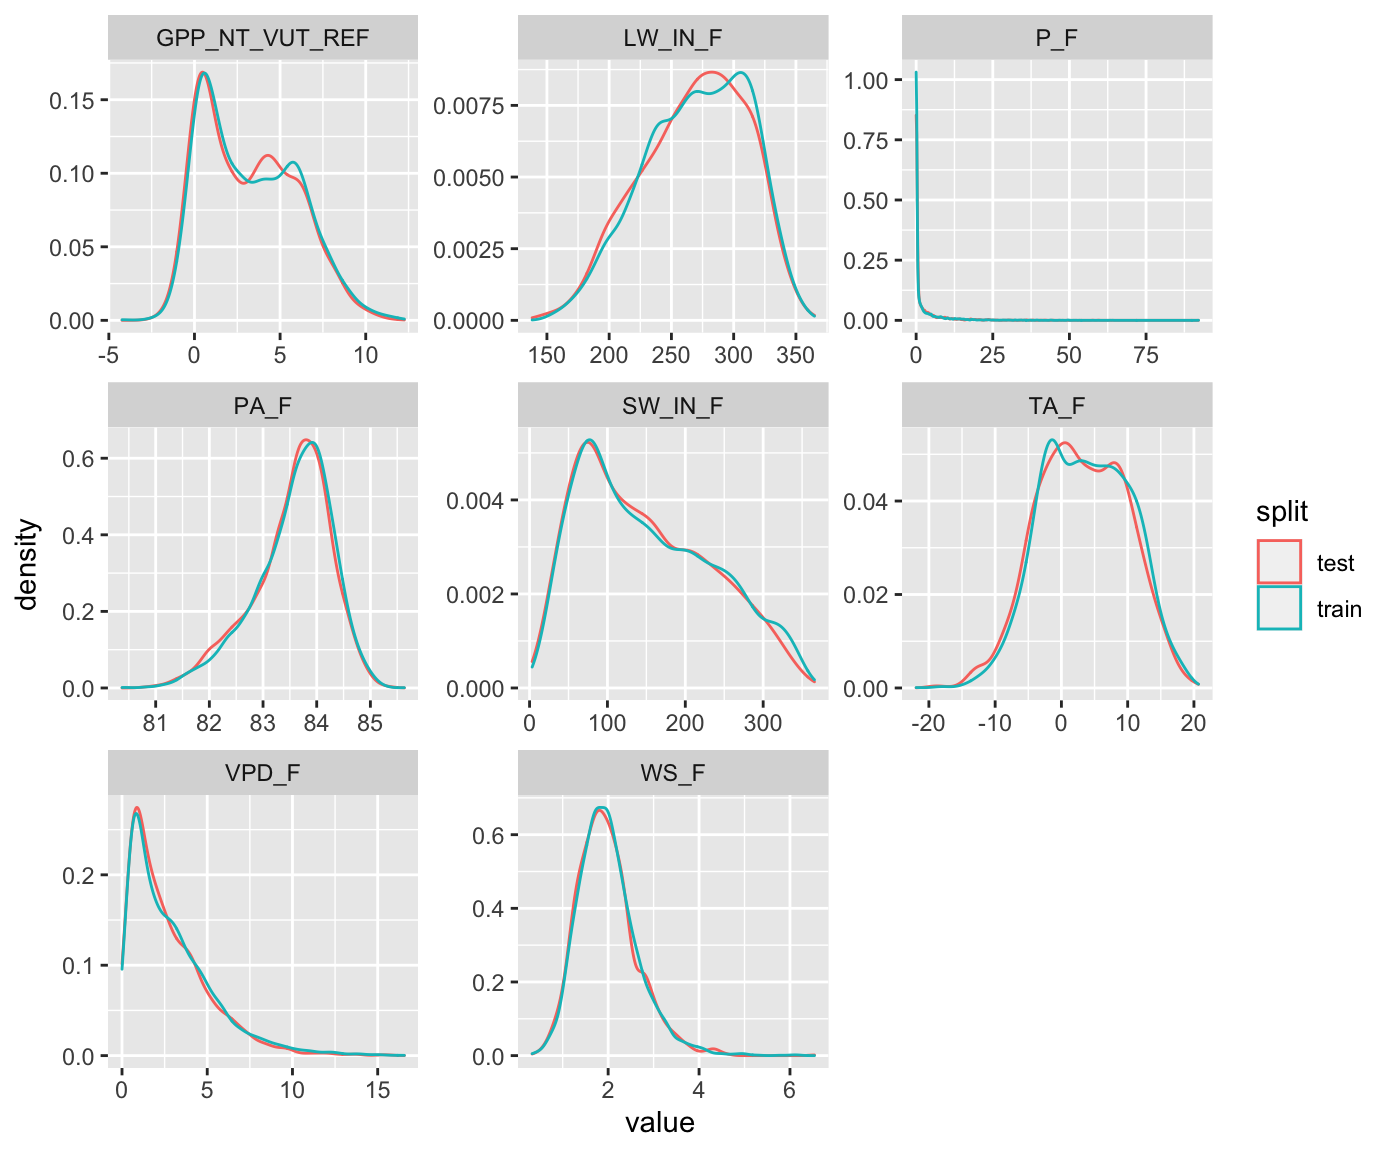 GPP_NT_VUT_REF
LW_IN_F
P_F
0.15
0.10
0.05
0.00
-5 0 5 10
0.0075
0.0050
0.0025
0.0000
150 200 250 300 350
1.00
0.75
0.50
0.25
0.00
0 25 50 75
PA_F
SW_IN_F
TA_F
0.6
0.4
0.2
0.0
81 82 83 84 85
0.004
0.002
0.000
0 100 200 300
0.04
0.02
0.00
-20 -10 0 10 20
VPD_F
WS_F
0.2
0.1
0.0
0 5 10 15
0.6
0.4
0.2
0.0
2 4 6
density
value
split
test
train